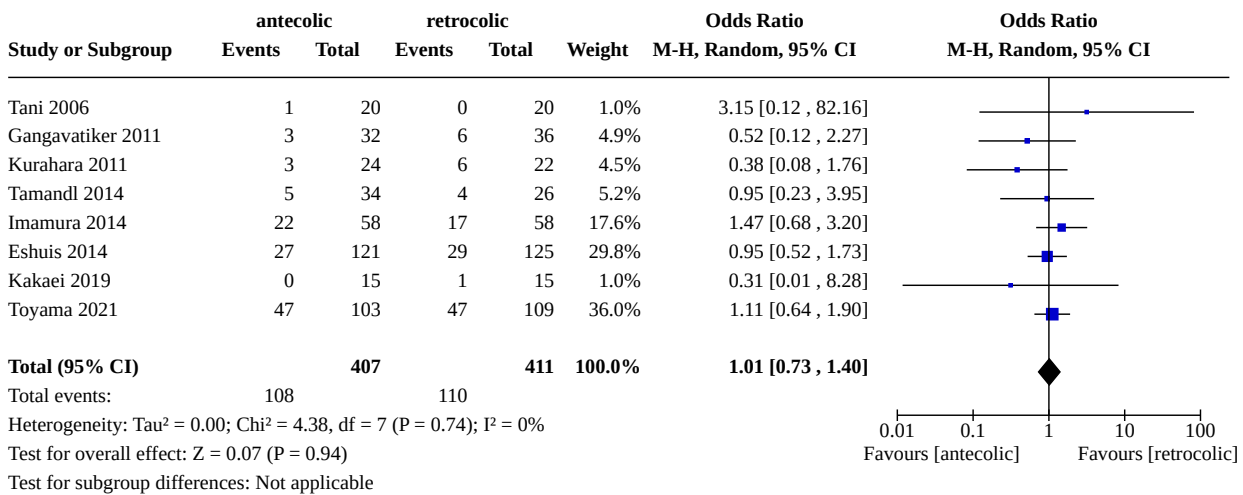 antecolic retrocolic Odds Ratio Odds Ratio
Study or Subgroup Events Total Events Total Weight M-H, Random, 95% CI M-H, Random, 95% CI
Tani 2006 1 20 0 20 1.0% 3.15 [0.12 , 82.16]
Gangavatiker 2011 3 32 6 36 4.9% 0.52 [0.12 , 2.27]
Kurahara 2011 3 24 6 22 4.5% 0.38 [0.08 , 1.76]
Tamandl 2014 5 34 4 26 5.2% 0.95 [0.23 , 3.95]
Imamura 2014 22 58 17 58 17.6% 1.47 [0.68 , 3.20]
Eshuis 2014 27 121 29 125 29.8% 0.95 [0.52 , 1.73]
Kakaei 2019 0 15 1 15 1.0% 0.31 [0.01 , 8.28]
Toyama 2021 47 103 47 109 36.0% 1.11 [0.64 , 1.90]
Total (95% CI) 407 411 100.0% 1.01 [0.73 , 1.40]
Total events: 108 110
Heterogeneity: Tau² = 0.00; Chi² = 4.38, df = 7 (P = 0.74); I² = 0%
0.01 0.1 1 10 100
Test for overall effect: Z = 0.07 (P = 0.94) Favours [antecolic] Favours [retrocolic]
Test for subgroup differences: Not applicable